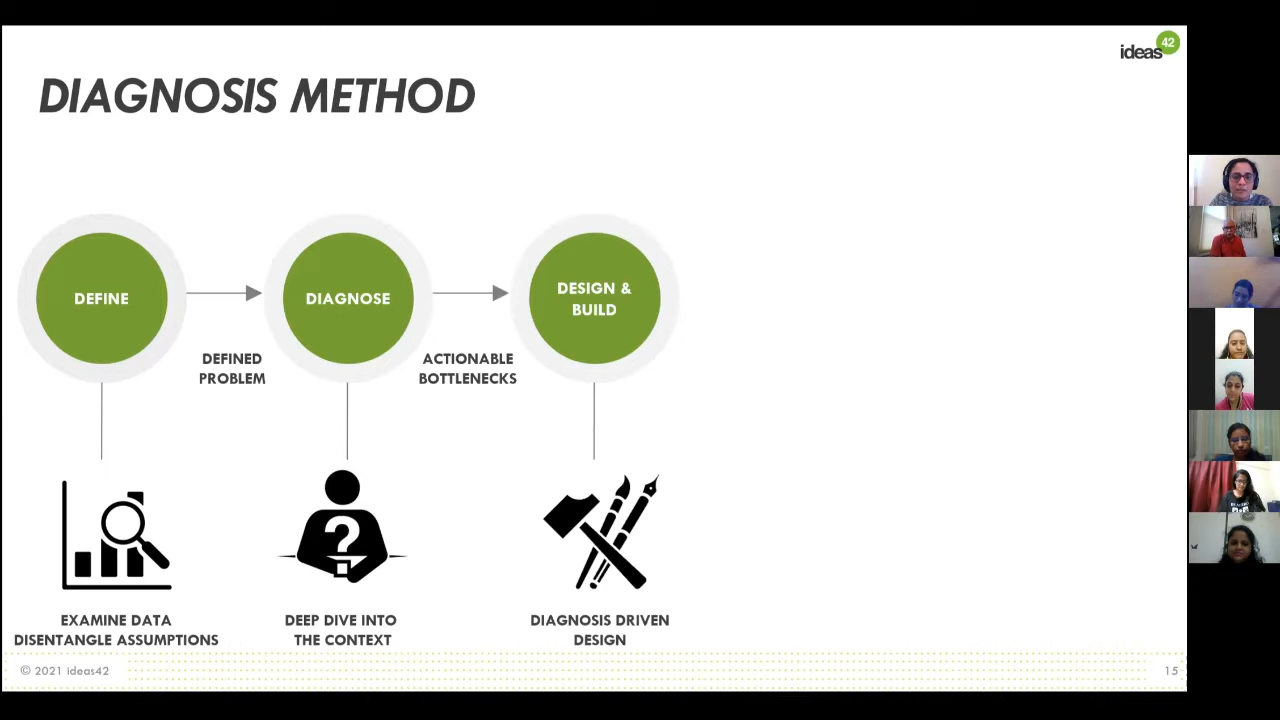 ideas42
DIAGNOSIS METHOD
DEFINE
DIAGNOSE
DESIGN &
BUILD
DEFINED
PROBLEM
ACTIONABLE
BOTTLENECKS
EXAMINE DATA
DISENTANGLE ASSUMPTIONS
DEEP DIVE INTO
THE CONTEXT
DIAGNOSIS DRIVEN
DESIGN
© 2021 ideas42
15